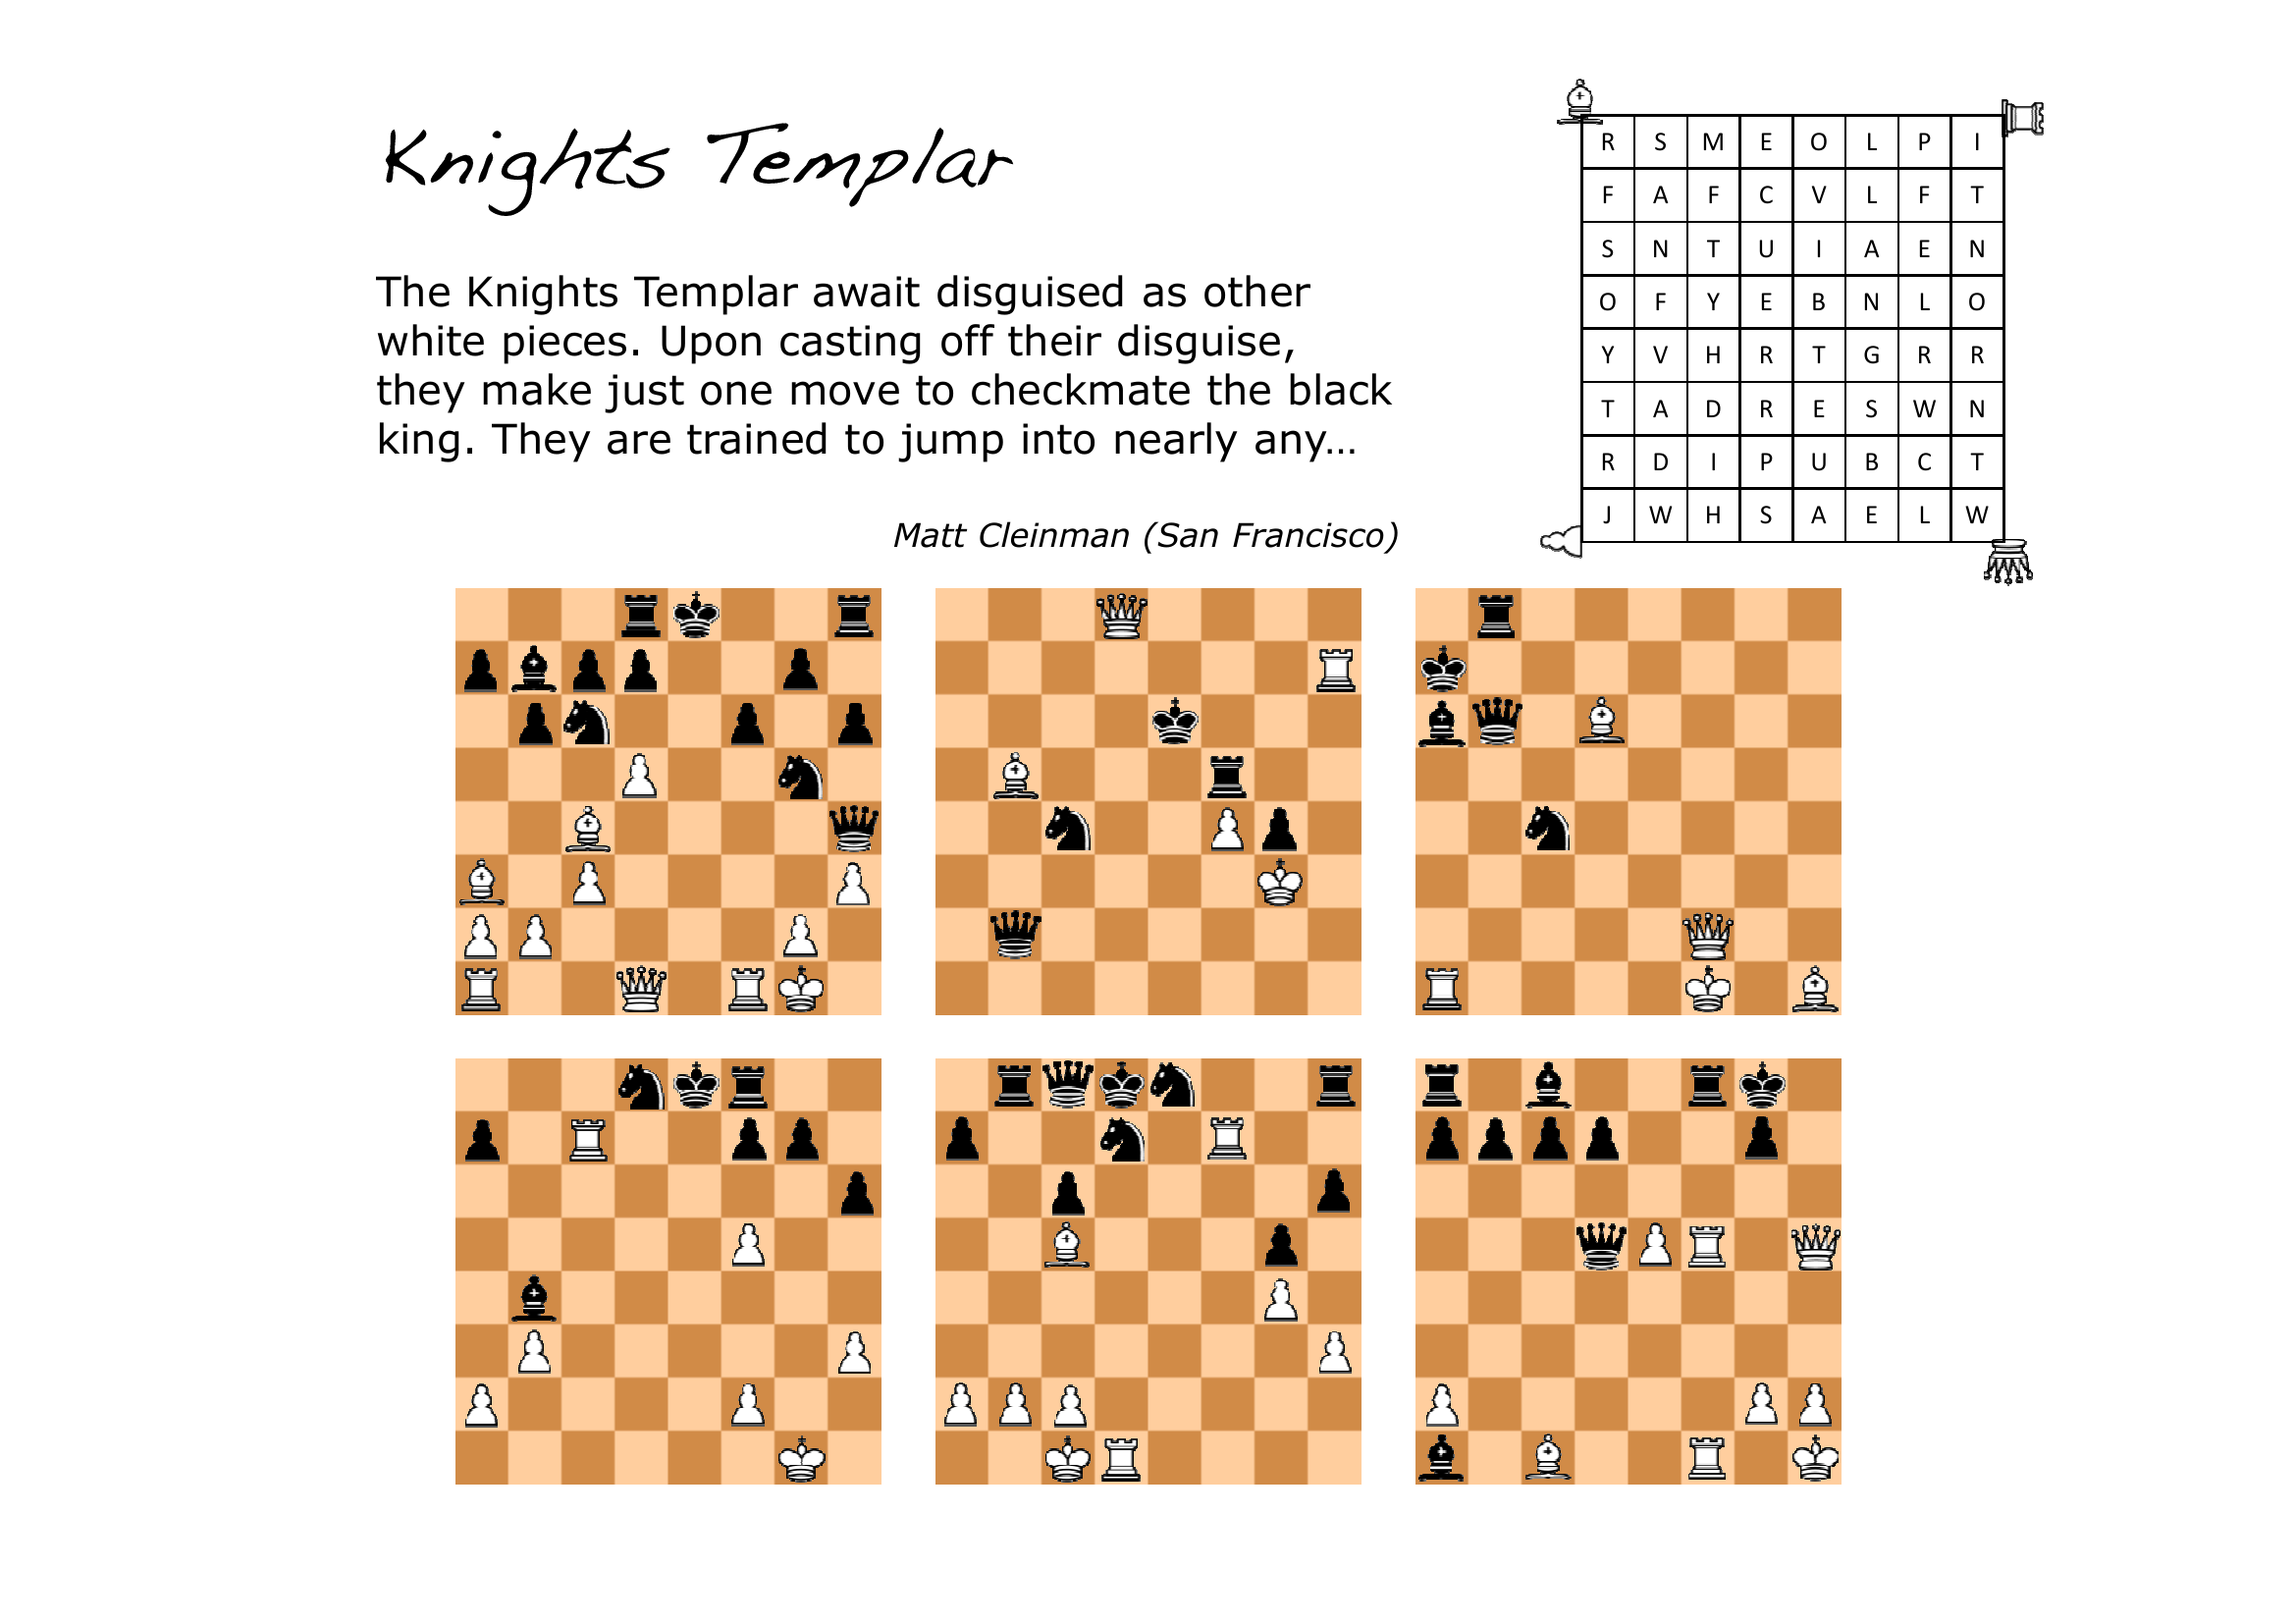 Knights Templar
The Knights Templar await disguised as other
white pieces. Upon casting off their disguise,
they make just one move to checkmate the black
king. They are trained to jump into nearly any…
Matt Cleinman (San Francisco)
R S M E O L P I
F A F C V L F T
S N T U I A E N
O F Y E B N L O
Y V H R T G R R
T A D R E S W N
R D I P U B C T
J W H S A E L W